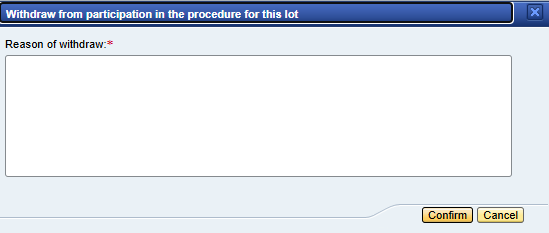 Withdraw from participation in the procedure for this lot
Reason of withdraw:*
Confirm Cancel